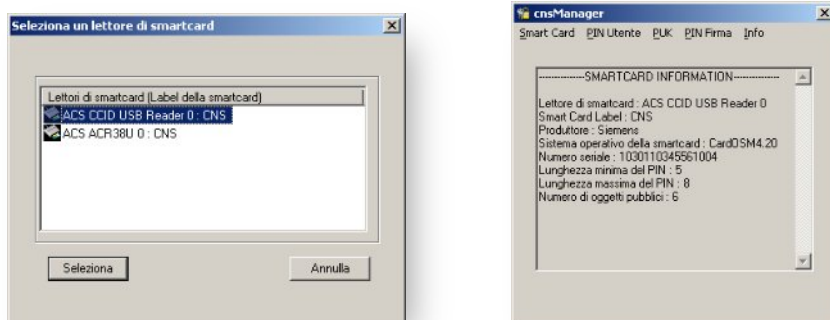 Seleziona un lettore di smartcard
Lettori di smartcard (Label della smartcard)
ACS CCID USB Reader 0 : CNS
ACS ACR38U 0 : CNS
Seleziona
Annulla
cnsManager
Smart Card PIN Utente PUK PIN Firma Info
---------------SMARTCARD INFORMATION---------------
Lettore di smartcard : ACS CCID USB Reader 0
Smart Card Label : CNS
Produttore : Siemens
Sistema operativo della smartcard : CardOSM4.20
Numero seriale : 1030110345561004
Lunghezza minima del PIN : 5
Lunghezza massima del PIN : 8
Numero di oggetti pubblici : 6